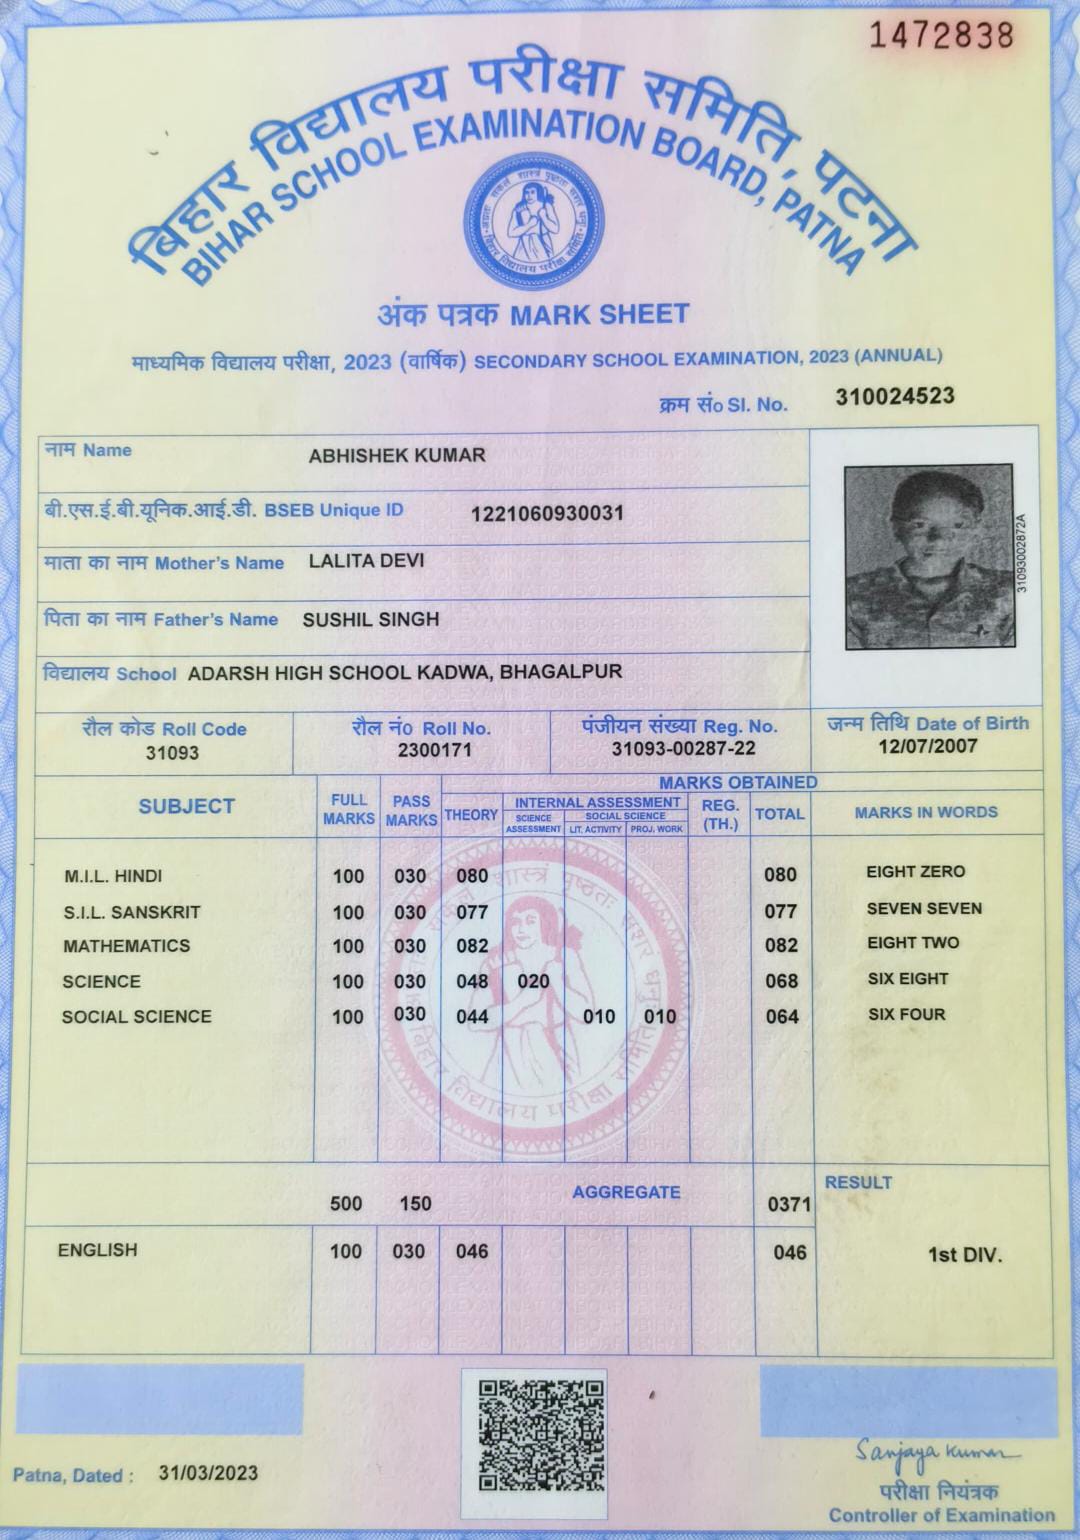 1472838
बिहार विद्यालय परीक्षा समिति, पटना
BIHAR SCHOOL EXAMINATION BOARD, PATNA
अंक पत्रक MARK SHEET
माध्यमिक विद्यालय परीक्षा, 2023 (वार्षिक) SECONDARY SCHOOL EXAMINATION, 2023 (ANNUAL)
क्रम सं० Sl. No. 310024523
नाम Name ABHISHEK KUMAR
बी.एस.ई.बी.यूनिक.आई.डी. BSEB Unique ID 1221060930031
माता का नाम Mother's Name LALITA DEVI
पिता का नाम Father's Name SUSHIL SINGH
विद्यालय School ADARSH HIGH SCHOOL KADWA, BHAGALPUR
31093002872A
रौल कोड Roll Code रौल नं० Roll No. पंजीयन संख्या Reg. No. जन्म तिथि Date of Birth
31093 2300171 31093-00287-22 12/07/2007
MARKS OBTAINED
SUBJECT FULL MARKS PASS MARKS THEORY INTERNAL ASSESSMENT REG. (TH.) TOTAL MARKS IN WORDS
SCIENCE ASSESSMENT SOCIAL SCIENCE
LIT. ACTIVITY PROJ. WORK
M.I.L. HINDI 100 030 080 080 EIGHT ZERO
S.I.L. SANSKRIT 100 030 077 077 SEVEN SEVEN
MATHEMATICS 100 030 082 082 EIGHT TWO
SCIENCE 100 030 048 020 068 SIX EIGHT
SOCIAL SCIENCE 100 030 044 010 010 064 SIX FOUR
बिहार विद्यालय परीक्षा समिति
500 150 AGGREGATE 0371 RESULT
ENGLISH 100 030 046 046 1st DIV.
Patna, Dated : 31/03/2023
Sanjaya Kumar
परीक्षा नियंत्रक
Controller of Examination